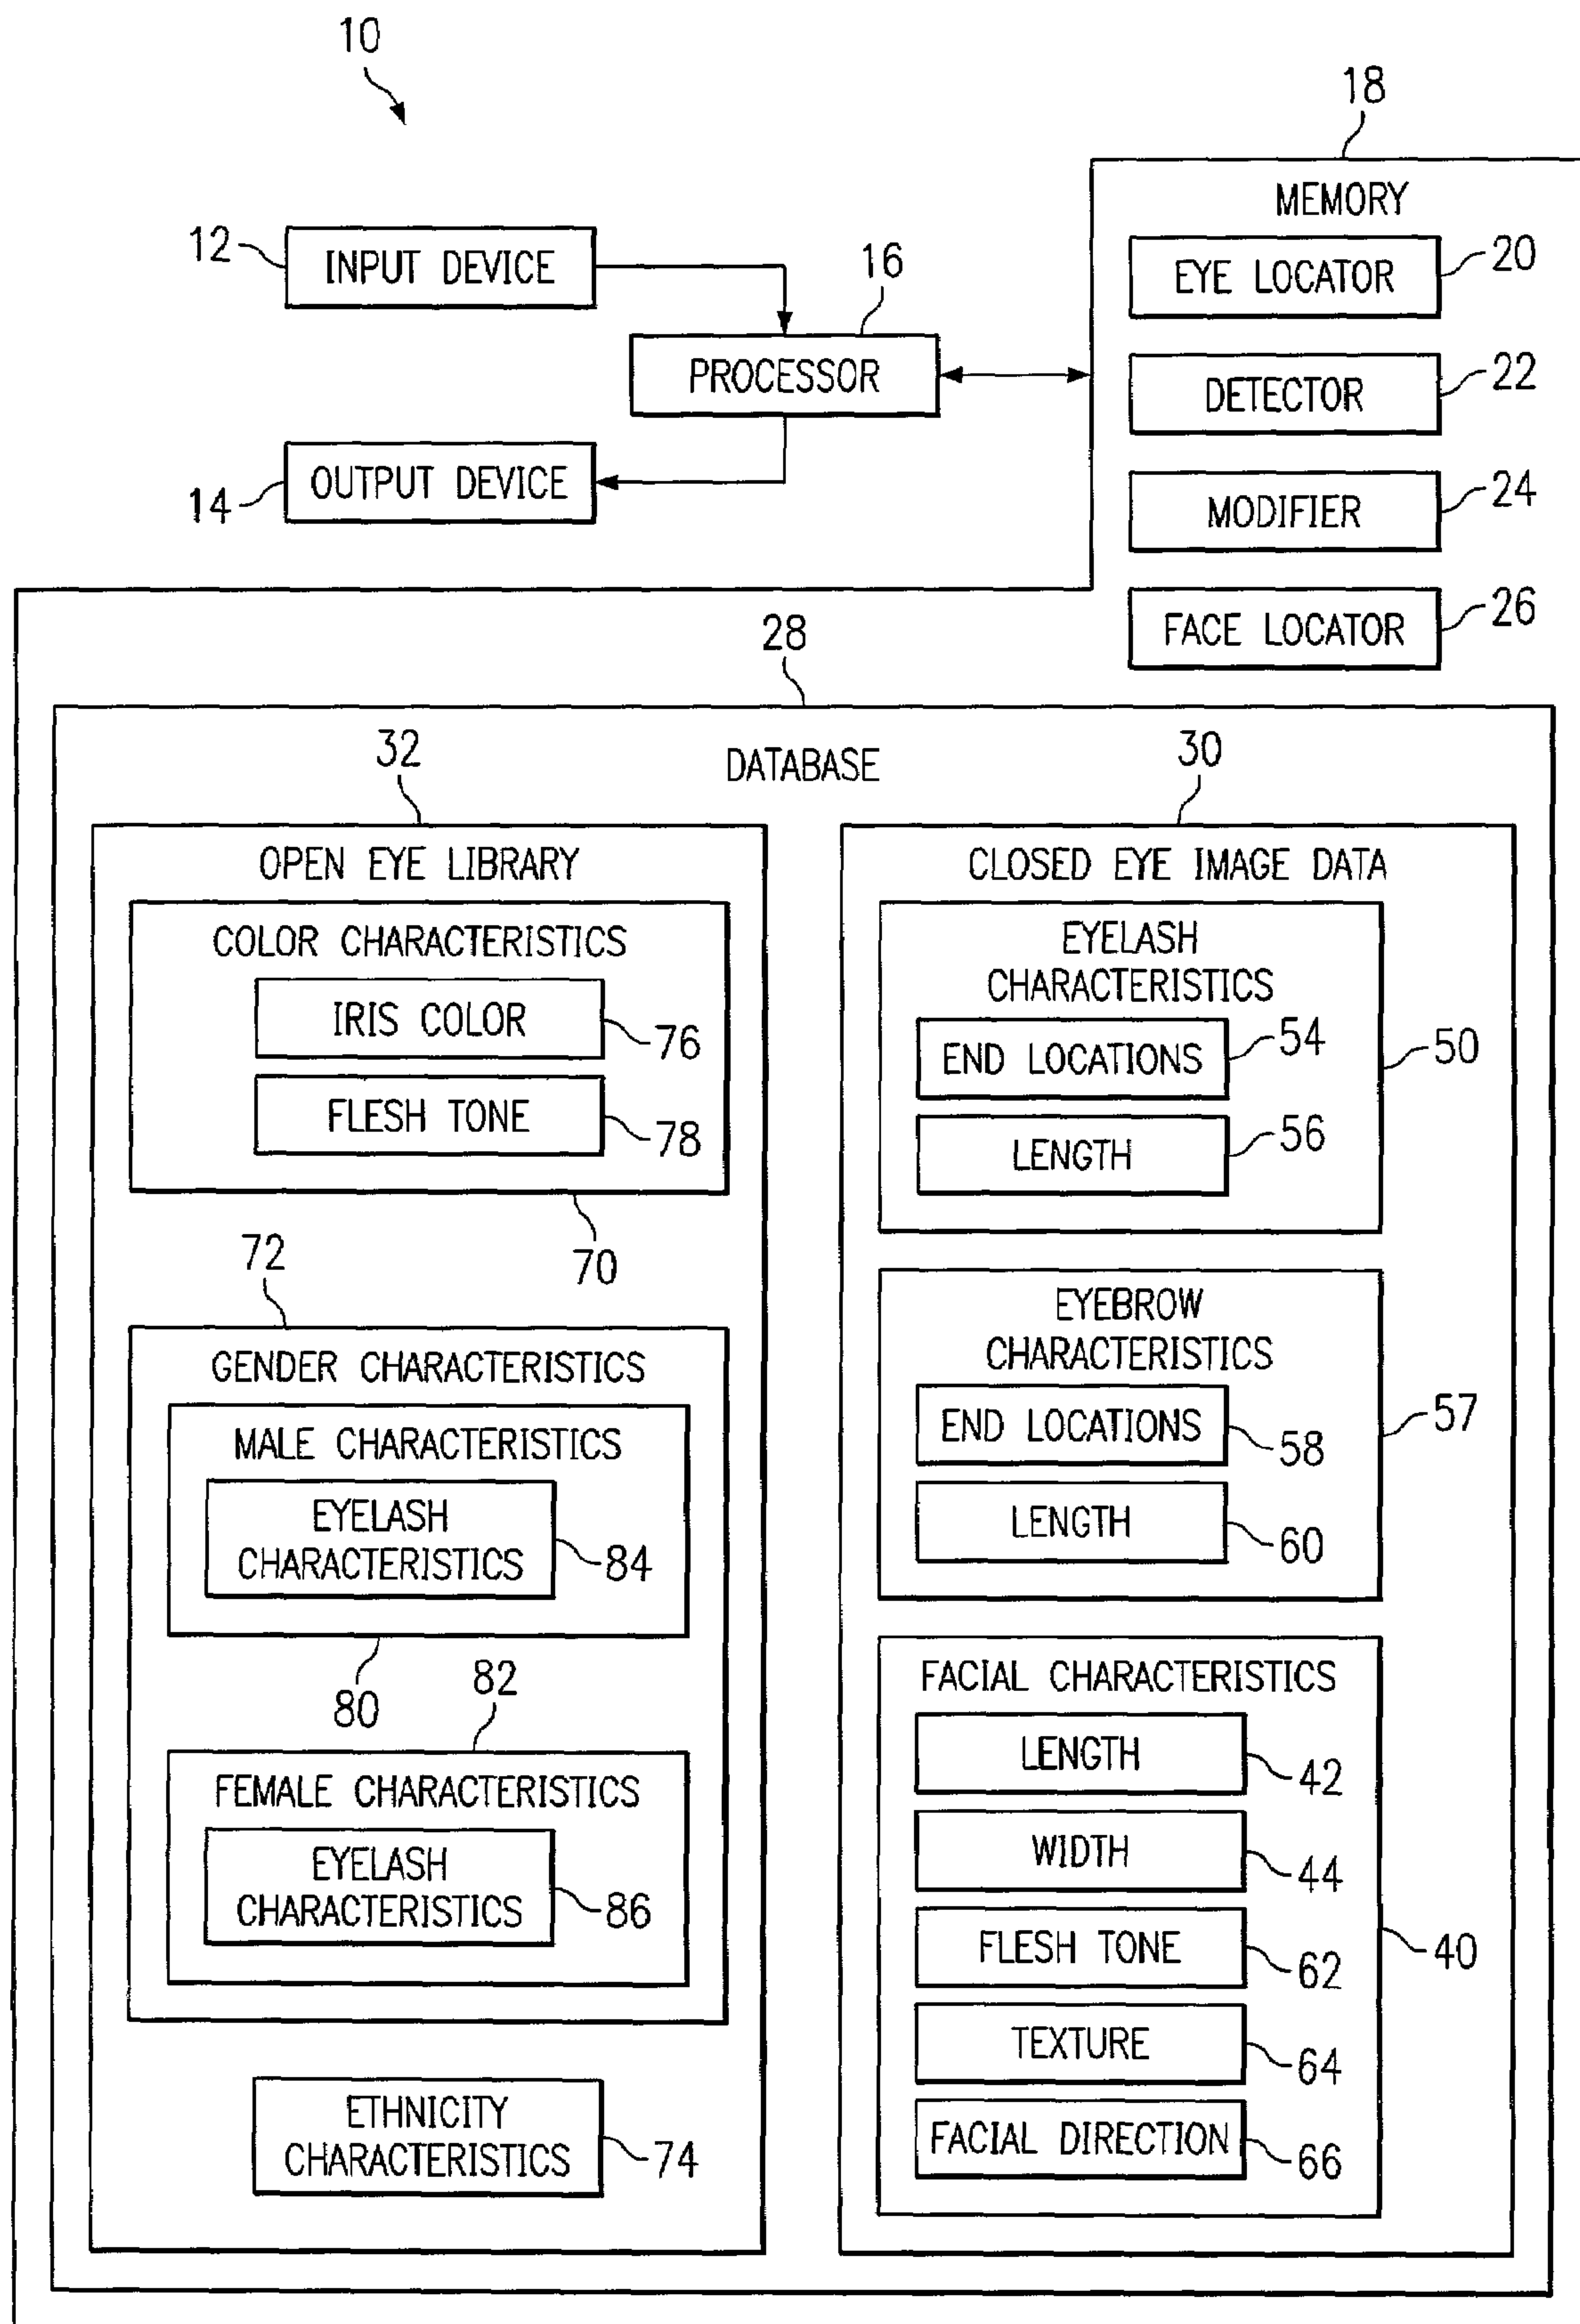 10
18
MEMORY
12
INPUT DEVICE
16
PROCESSOR
14
OUTPUT DEVICE
EYE LOCATOR
20
DETECTOR
22
MODIFIER
24
FACE LOCATOR
26
28
DATABASE
32
OPEN EYE LIBRARY
COLOR CHARACTERISTICS
IRIS COLOR
76
FLESH TONE
78
70
72
GENDER CHARACTERISTICS
MALE CHARACTERISTICS
EYELASH
CHARACTERISTICS
84
80
82
FEMALE CHARACTERISTICS
EYELASH
CHARACTERISTICS
86
ETHNICITY
CHARACTERISTICS
74
30
CLOSED EYE IMAGE DATA
EYELASH
CHARACTERISTICS
END LOCATIONS
54
50
LENGTH
56
EYEBROW
CHARACTERISTICS
END LOCATIONS
58
57
LENGTH
60
FACIAL CHARACTERISTICS
LENGTH
42
WIDTH
44
FLESH TONE
62
40
TEXTURE
64
FACIAL DIRECTION
66